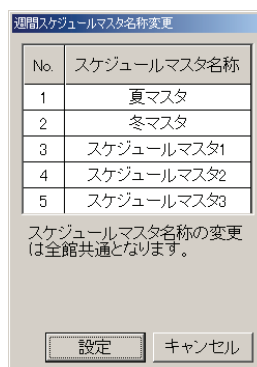 週間スケジュールマスタ名称変更
No. スケジュールマスタ名称
1 夏マスタ
2 冬マスタ
3 スケジュールマスタ1
4 スケジュールマスタ2
5 スケジュールマスタ3
スケジュールマスタ名称の変更
は全館共通となります。
設定 キャンセル